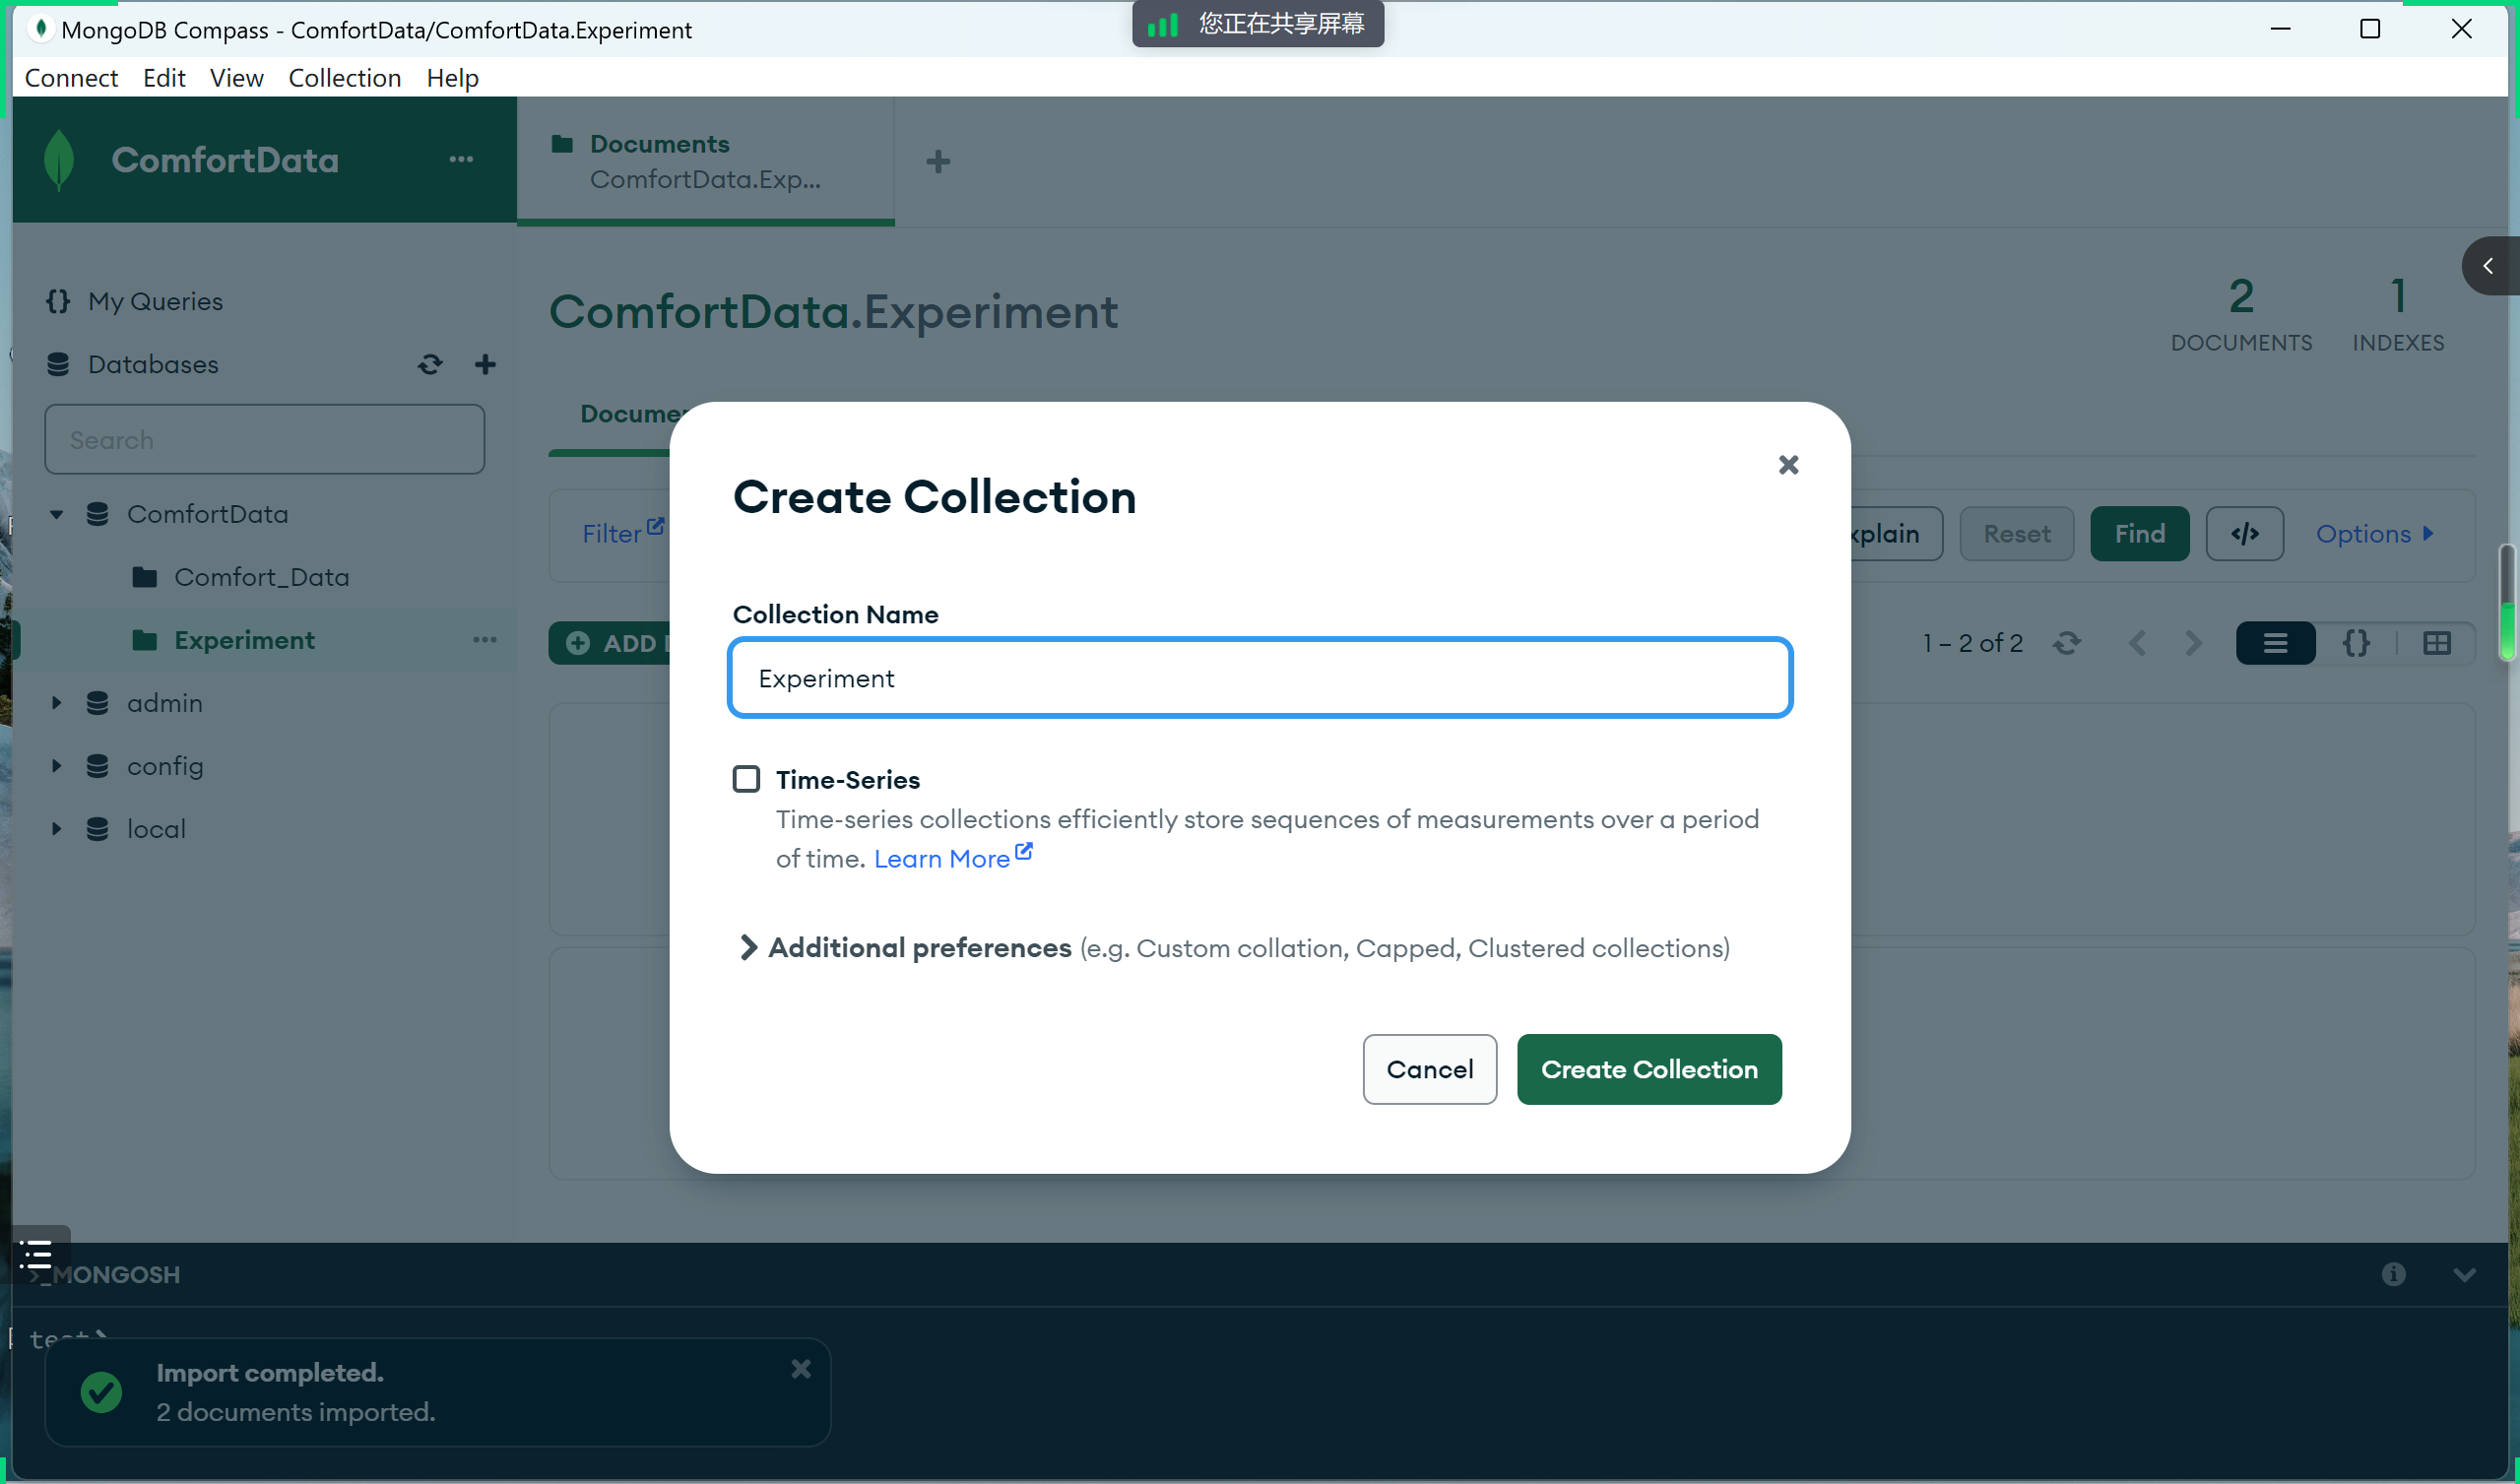 MongoDB Compass - ComfortData/ComfortData.Experiment
您正在共享屏幕
Connect Edit View Collection Help
ComfortData
Documents
ComfortData.Exp...
My Queries
Databases
Search
ComfortData
Comfort_Data
Experiment
admin
config
local
ComfortData.Experiment
2
DOCUMENTS
1
INDEXES
Filter
Reset
Find
Options
ADD
1 – 2 of 2
Create Collection
Collection Name
Experiment
Time-Series
Time-series collections efficiently store sequences of measurements over a period
of time. Learn More
Additional preferences (e.g. Custom collation, Capped, Clustered collections)
Cancel
Create Collection
>_MONGOSH
test>
Import completed.
2 documents imported.